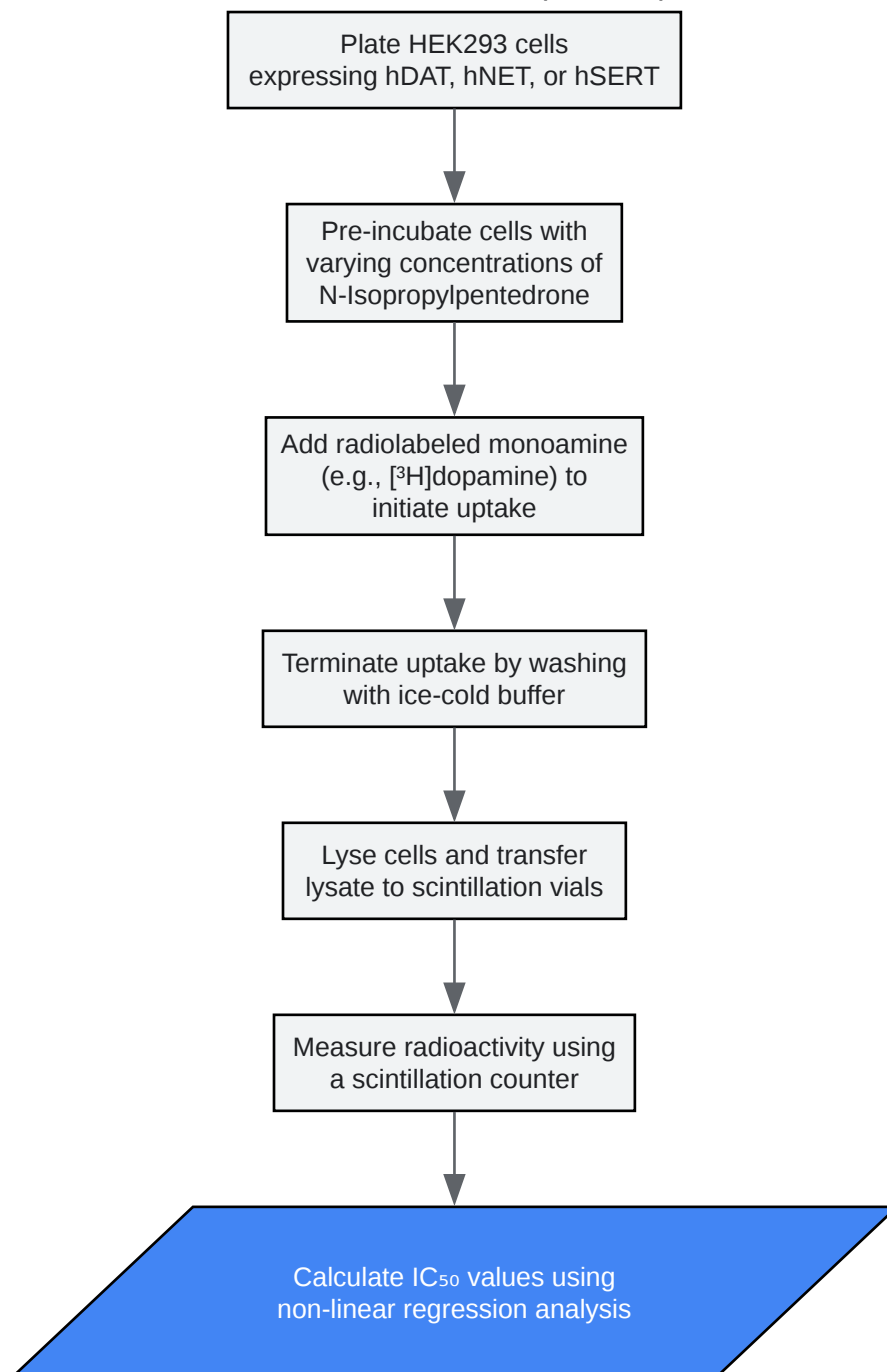 Plate HEK293 cells
expressing hDAT, hNET, or hSERT
Pre-incubate cells with
varying concentrations of
N-Isopropylpentedrone
Add radiolabeled monoamine
(e.g., [³H]dopamine) to
initiate uptake
Terminate uptake by washing
with ice-cold buffer
Lyse cells and transfer
lysate to scintillation vials
Measure radioactivity using
a scintillation counter
Calculate IC₅₀ values using
non-linear regression analysis